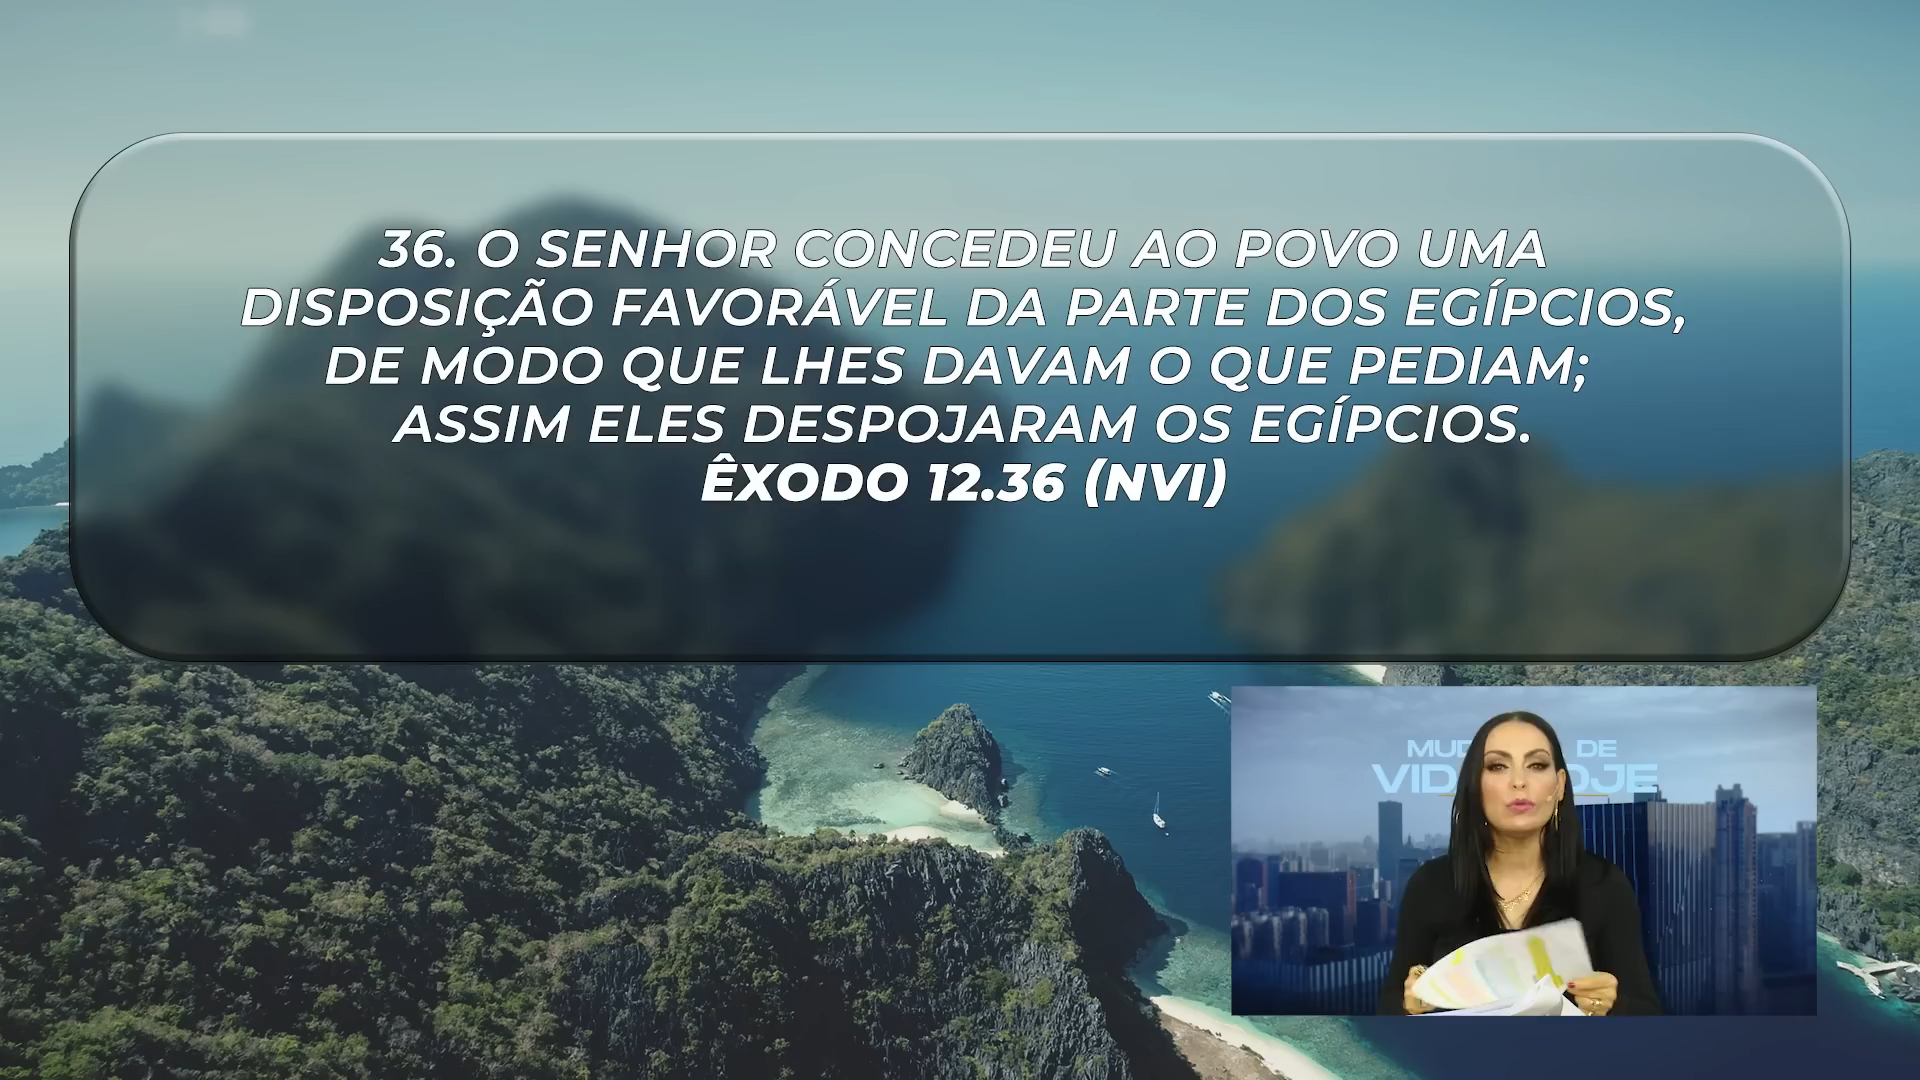 36. O SENHOR CONCEDEU AO POVO UMA
DISPOSIÇÃO FAVORÁVEL DA PARTE DOS EGÍPCIOS,
DE MODO QUE LHES DAVAM O QUE PEDIAM;
ASSIM ELES DESPOJARAM OS EGÍPCIOS.
ÊXODO 12.36 (NVI)
DE